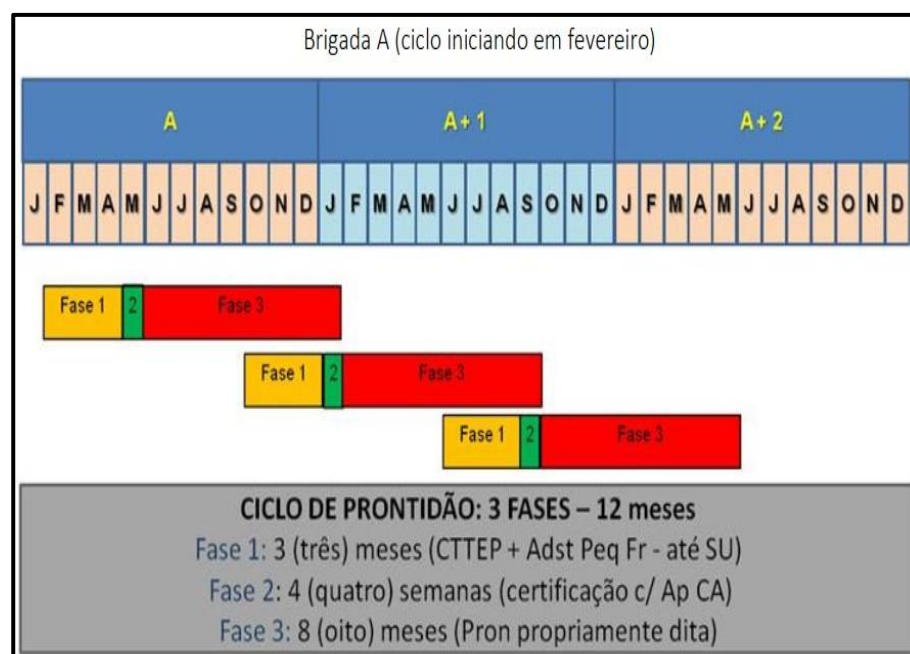 Brigada A (ciclo iniciando em fevereiro)
A A+ 1 A+ 2
J F M A M J J A S O N D J F M A M J J A S O N D J F M A M J J A S O N D
Fase 1 2 Fase 3
Fase 1 2 Fase 3
Fase 1 2 Fase 3
CICLO DE PRONTIDÃO: 3 FASES – 12 meses
Fase 1: 3 (três) meses (CTTEP + Adst Peq Fr - até SU)
Fase 2: 4 (quatro) semanas (certificação c/ Ap CA)
Fase 3: 8 (oito) meses (Pron propriamente dita)